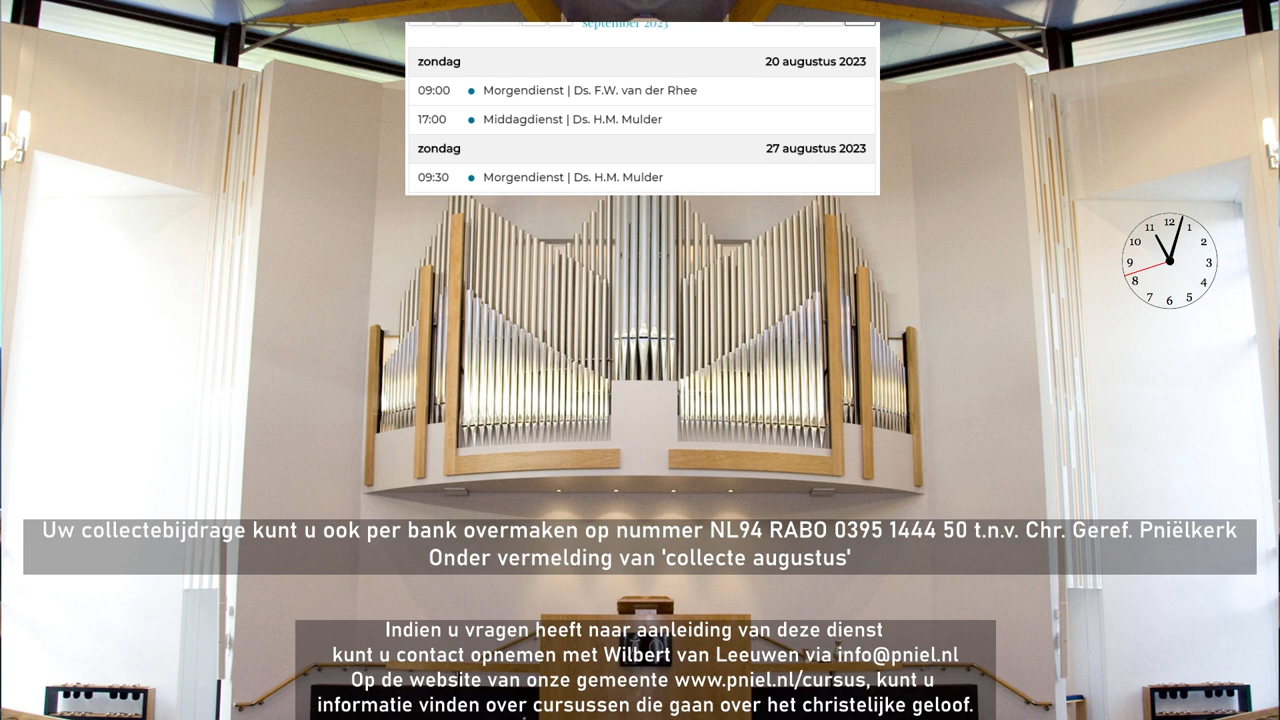 september 2023
zondag 20 augustus 2023
09:00 Morgendienst | Ds. F.W. van der Rhee
17:00 Middagdienst | Ds. H.M. Mulder
zondag 27 augustus 2023
09:30 Morgendienst | Ds. H.M. Mulder
12
11 1
10 2
9 3
8 4
7 5
6
Uw collectebijdrage kunt u ook per bank overmaken op nummer NL94 RABO 0395 1444 50 t.n.v. Chr. Geref. Pniëlkerk
Onder vermelding van 'collecte augustus'
Indien u vragen heeft naar aanleiding van deze dienst
kunt u contact opnemen met Wilbert van Leeuwen via info@pniel.nl
Op de website van onze gemeente www.pniel.nl/cursus, kunt u
informatie vinden over cursussen die gaan over het christelijke geloof.